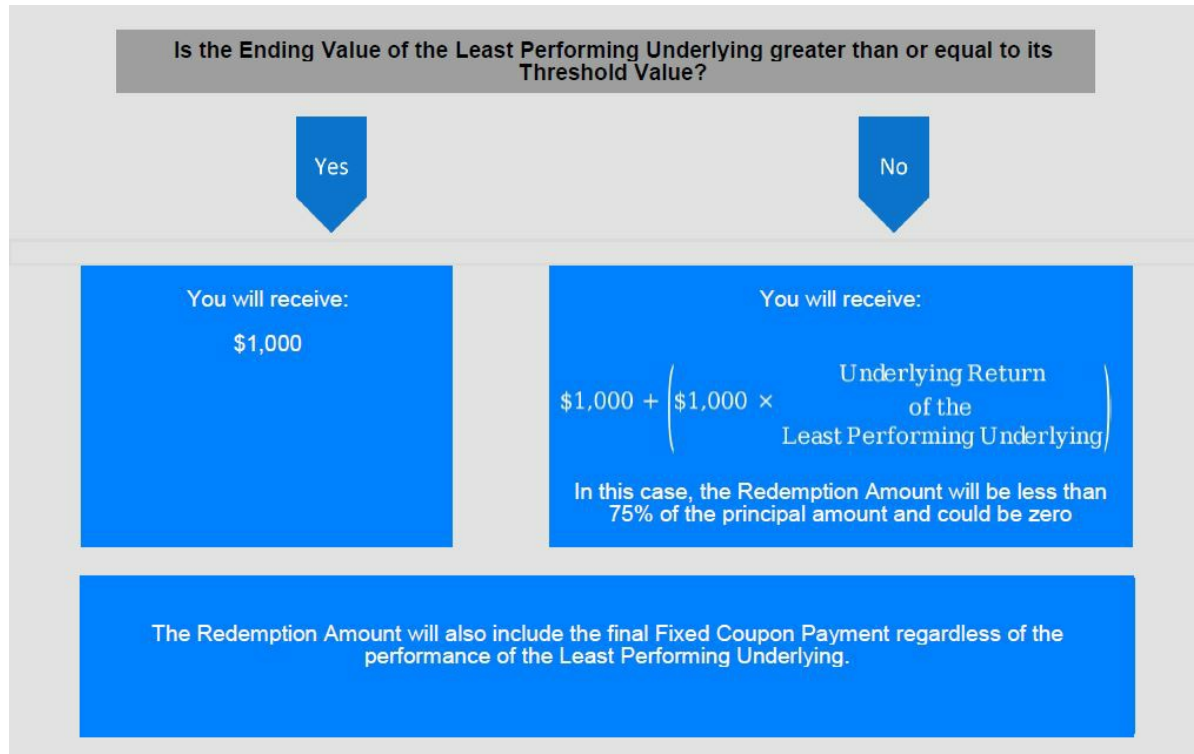 Is the Ending Value of the Least Performing Underlying greater than or equal to its
Threshold Value?
Yes
No
You will receive:
$1,000
You will receive:
$1,000 + ($1,000 × Underlying Return
of the
Least Performing Underlying)
In this case, the Redemption Amount will be less than
75% of the principal amount and could be zero
The Redemption Amount will also include the final Fixed Coupon Payment regardless of the
performance of the Least Performing Underlying.